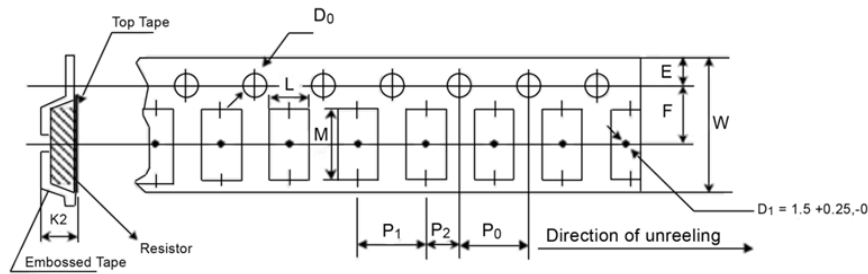 Top Tape
D0
E
L
F
W
M
K2
D1 = 1.5 +0.25,-0
P1
P2
P0
Direction of unreeling
Resistor
Embossed Tape